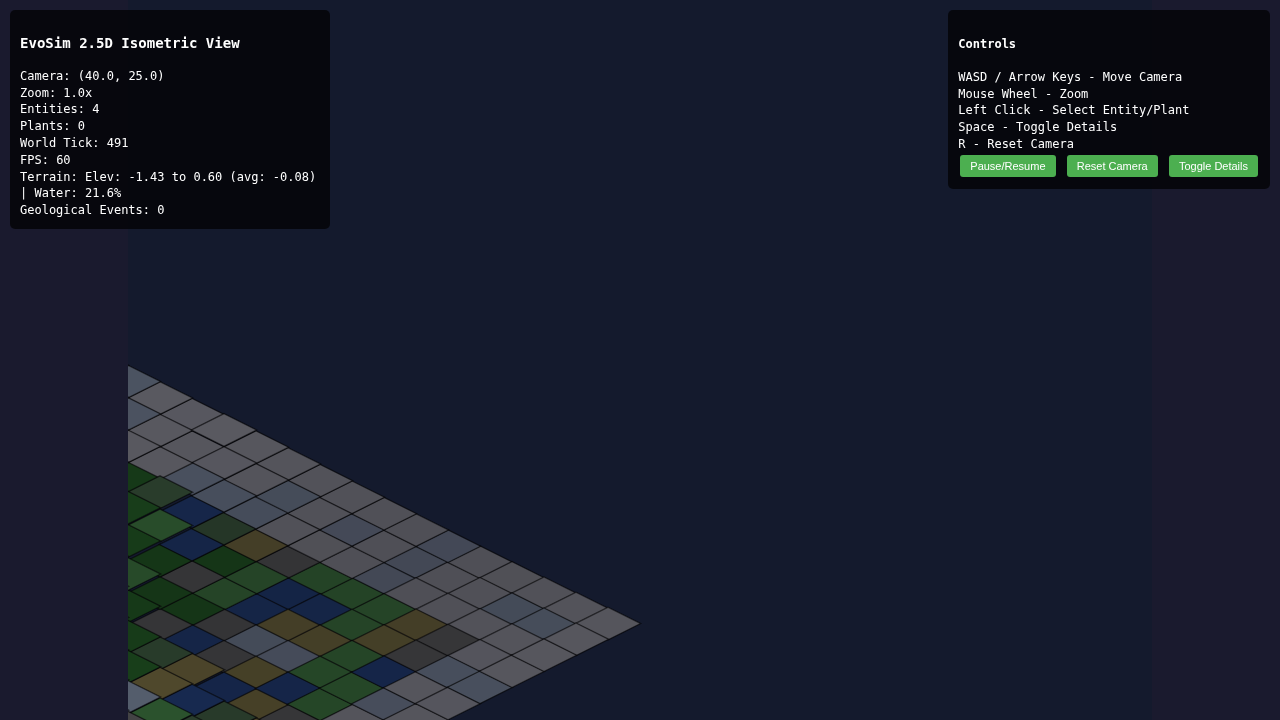 EvoSim 2.5D Isometric View
Camera: (40.0, 25.0)
Zoom: 1.0x
Entities: 4
Plants: 0
World Tick: 491
FPS: 60
Terrain: Elev: -1.43 to 0.60 (avg: -0.08)
| Water: 21.6%
Geological Events: 0
Controls
WASD / Arrow Keys - Move Camera
Mouse Wheel - Zoom
Left Click - Select Entity/Plant
Space - Toggle Details
R - Reset Camera
Pause/Resume Reset Camera Toggle Details